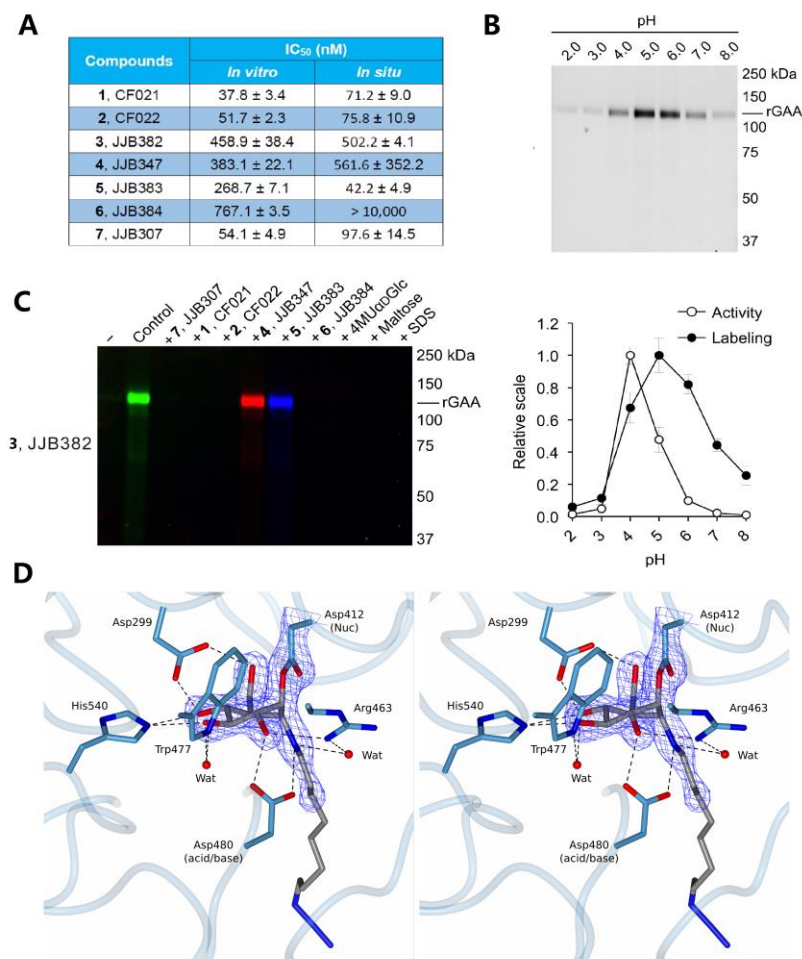 A
Compounds IC50 (nM)
In vitro In situ
1, CF021 37.8 ± 3.4 71.2 ± 9.0
2, CF022 51.7 ± 2.3 75.8 ± 10.9
3, JJB382 458.9 ± 38.4 502.2 ± 4.1
4, JJB347 383.1 ± 22.1 561.6 ± 352.2
5, JJB383 268.7 ± 7.1 42.2 ± 4.9
6, JJB384 767.1 ± 3.5 > 10,000
7, JJB307 54.1 ± 4.9 97.6 ± 14.5
B
pH
2.0 3.0 4.0 5.0 6.0 7.0 8.0
250 kDa
150
rGAA
100
75
50
37
C
– Control + 7, JJB307 + 1, CF021 + 2, CF022 + 4, JJB347 + 5, JJB383 + 6, JJB384 + 4MUαDGlc + Maltose + SDS
250 kDa
150
rGAA
100
3, JJB382
75
50
37
Activity
Labeling
Relative scale
1.2
1.0
0.8
0.6
0.4
0.2
0.0
2 3 4 5 6 7 8
pH
D
Asp299
Asp412
(Nuc)
His540
Arg463
Trp477
Wat
Wat
Asp480
(acid/base)
Asp299
Asp412
(Nuc)
His540
Arg463
Trp477
Wat
Wat
Asp480
(acid/base)